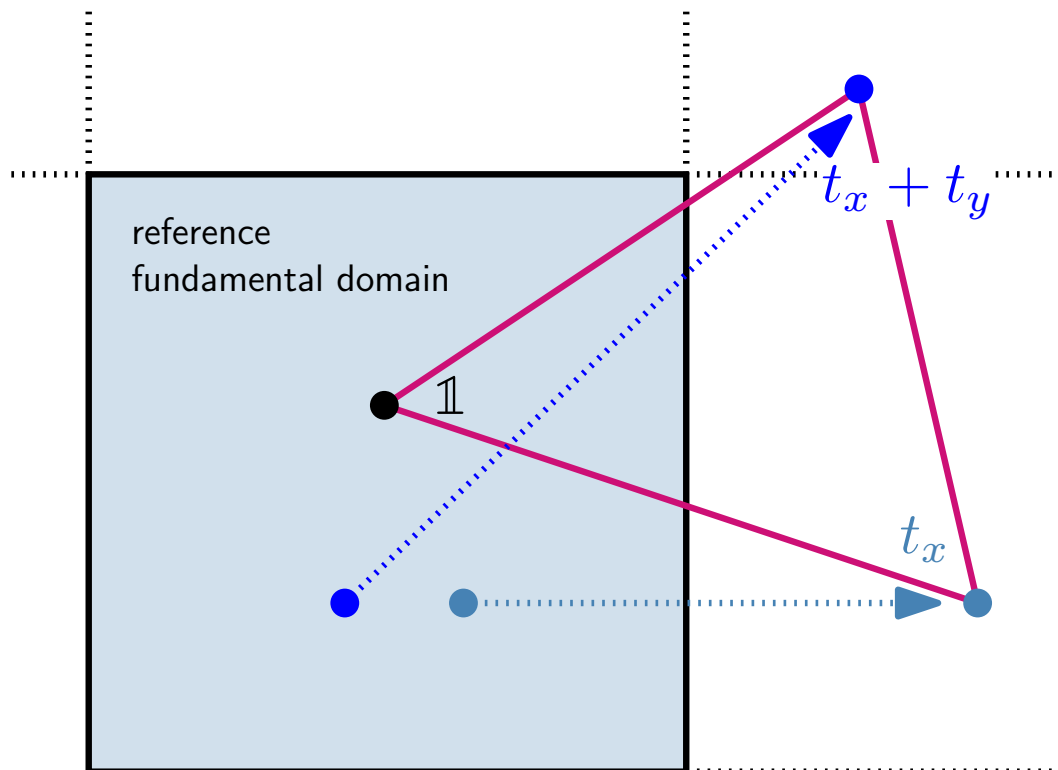 t_x + t_y
reference
fundamental domain
𝟙
t_x